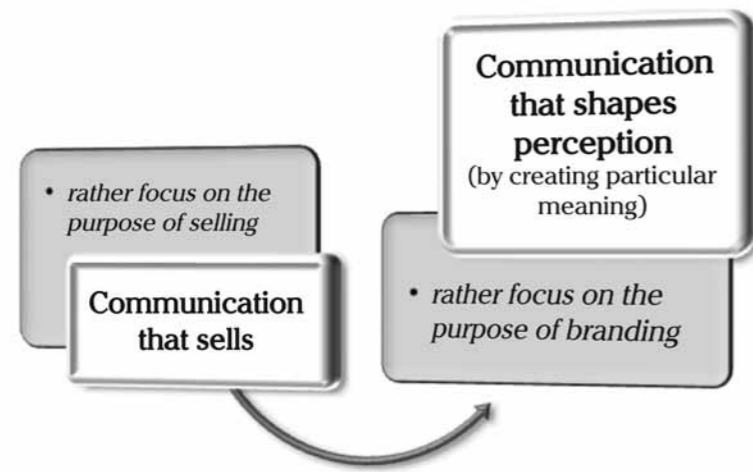 • rather focus on the
purpose of selling
Communication
that sells
Communication
that shapes
perception
(by creating particular
meaning)
• rather focus on the
purpose of branding